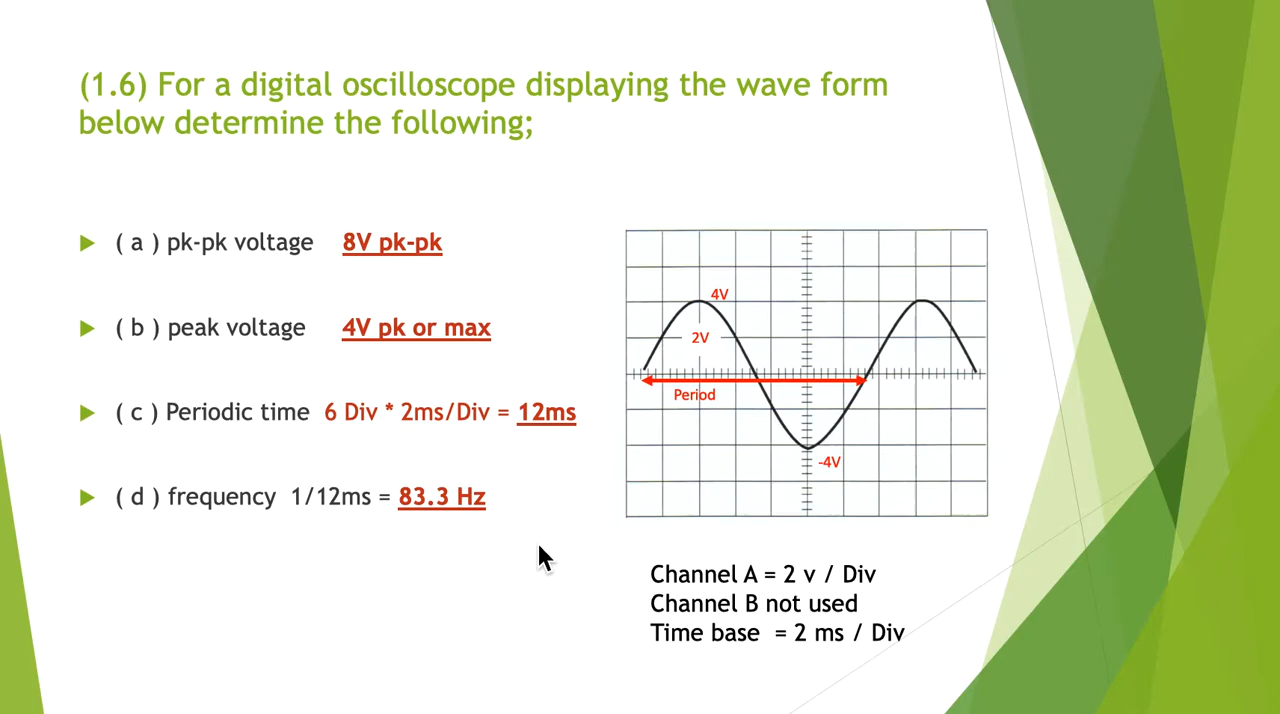 (1.6) For a digital oscilloscope displaying the wave form
below determine the following;
( a ) pk-pk voltage 8V pk-pk
( b ) peak voltage 4V pk or max
( c ) Periodic time 6 Div * 2ms/Div = 12ms
( d ) frequency 1/12ms = 83.3 Hz
4V
2V
Period
-4V
Channel A = 2 v / Div
Channel B not used
Time base = 2 ms / Div